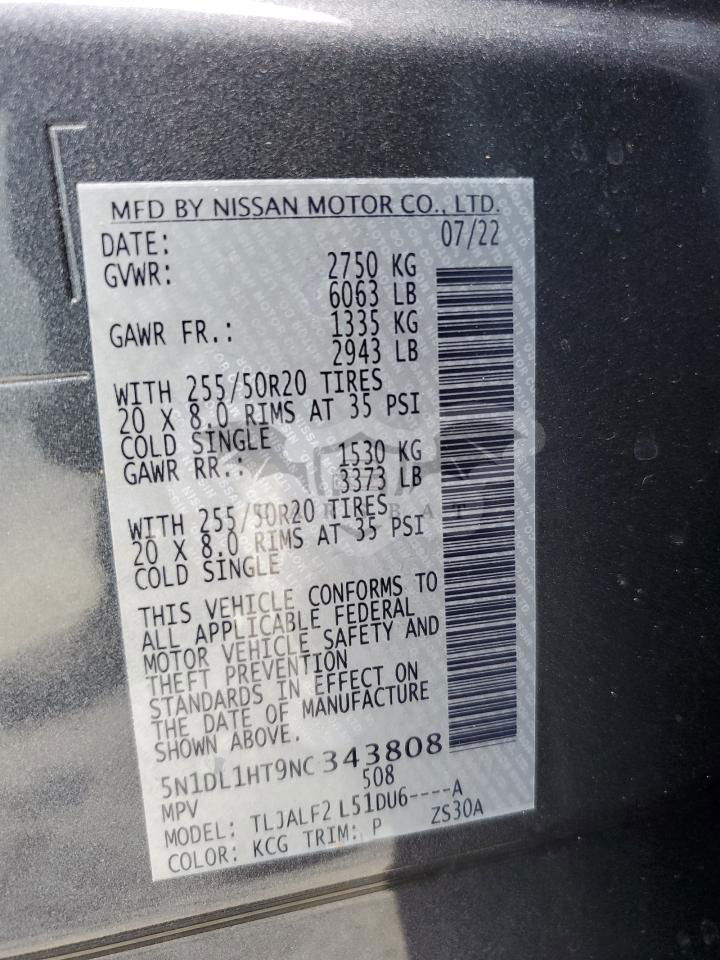 MFD BY NISSAN MOTOR CO., LTD.
DATE: 07/22
GVWR: 2750 KG
6063 LB
GAWR FR.: 1335 KG
2943 LB
WITH 255/50R20 TIRES
20 X 8.0 RIMS AT 35 PSI
COLD SINGLE
GAWR RR.: 1530 KG
3373 LB
WITH 255/50R20 TIRES
20 X 8.0 RIMS AT 35 PSI
COLD SINGLE
THIS VEHICLE CONFORMS TO
ALL APPLICABLE FEDERAL
MOTOR VEHICLE SAFETY AND
THEFT PREVENTION
STANDARDS IN EFFECT ON
THE DATE OF MANUFACTURE
SHOWN ABOVE.
5N1DL1HT9NC 343808
MPV 508
MODEL: TLJALF2 L51DU6----A
COLOR: KCG TRIM: P ZS30A